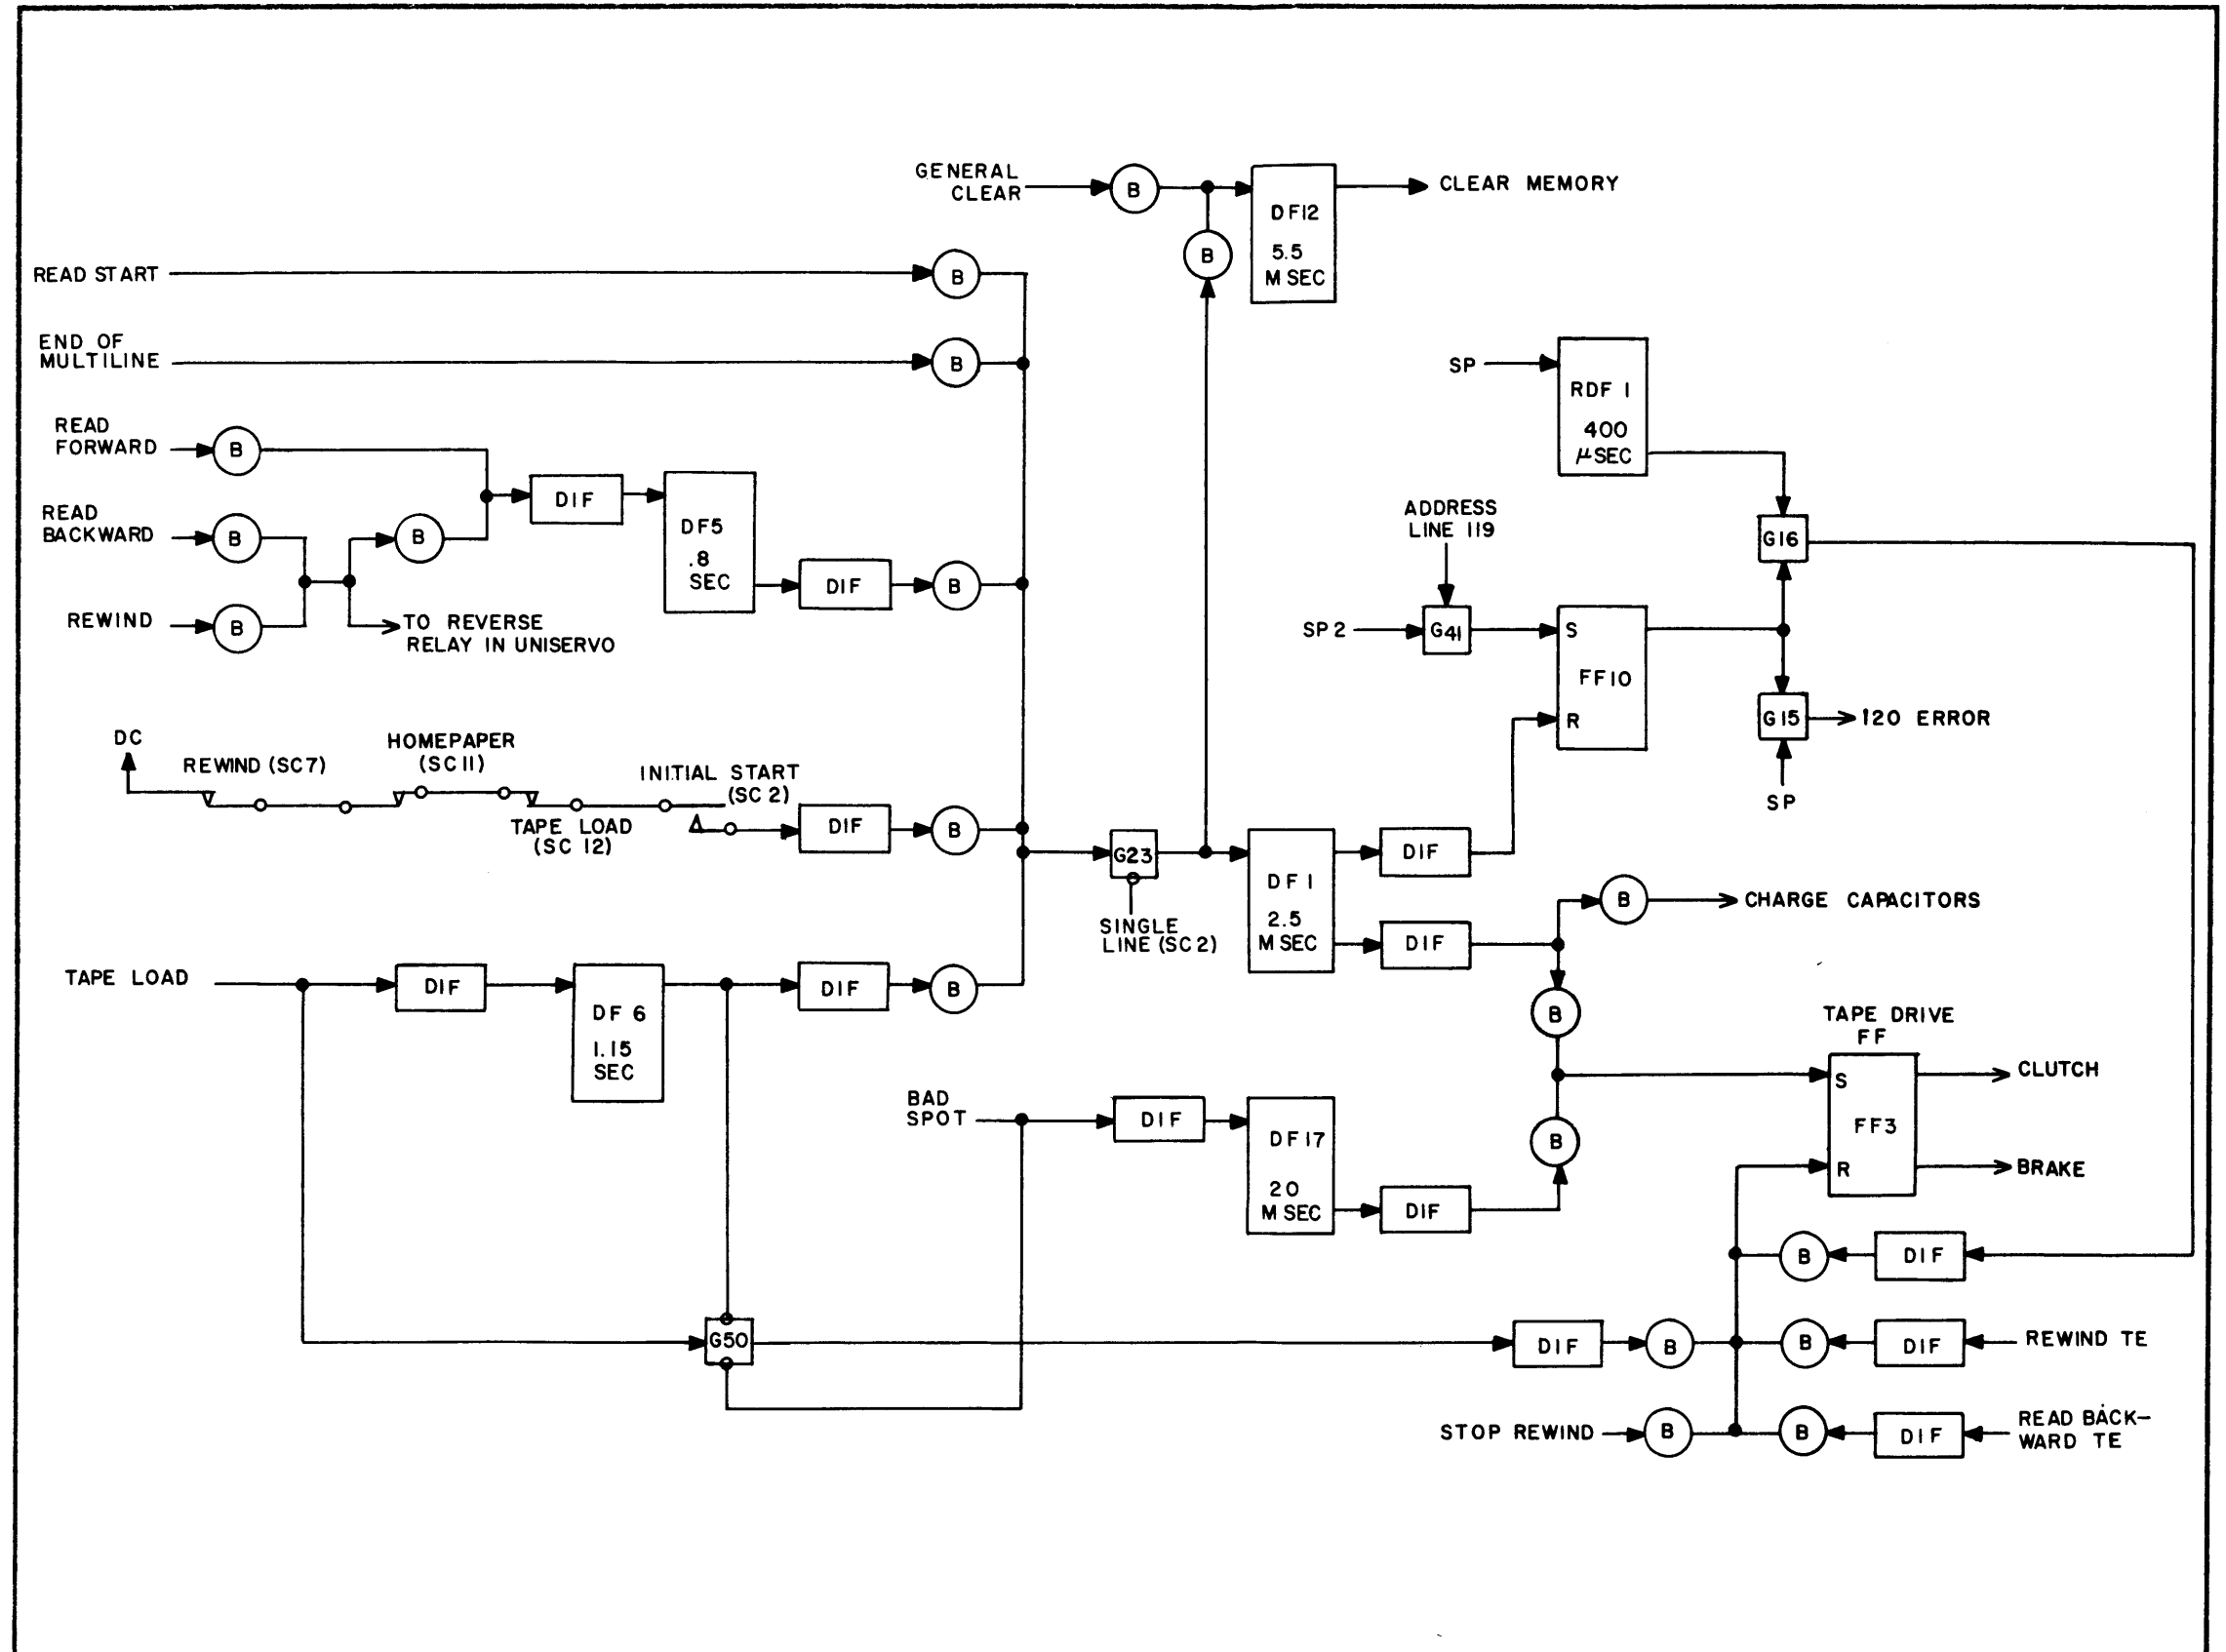 GENERAL
CLEAR
B
DF12
5.5
M SEC
CLEAR MEMORY
B
READ START
B
END OF
MULTILINE
B
SP
RDF 1
400
μSEC
READ
FORWARD
B
DIF
DF5
.8
SEC
READ
BACKWARD
B
B
DIF
B
REWIND
B
TO REVERSE
RELAY IN UNISERVO
ADDRESS
LINE 119
G16
SP 2
G41
S
FF10
R
G15
120 ERROR
SP
DC
REWIND (SC7)
HOMEPAPER
(SC11)
TAPE LOAD
(SC 12)
INITIAL START
(SC 2)
DIF
B
G23
SINGLE
LINE (SC2)
DF1
2.5
M SEC
DIF
DIF
B
CHARGE CAPACITORS
B
TAPE LOAD
DIF
DF 6
1.15
SEC
DIF
B
TAPE DRIVE
FF
S
FF3
R
CLUTCH
BRAKE
BAD
SPOT
DIF
DF17
20
M SEC
DIF
B
B
DIF
G50
DIF
B
B
DIF
REWIND TE
STOP REWIND
B
B
DIF
READ BACK-
WARD TE